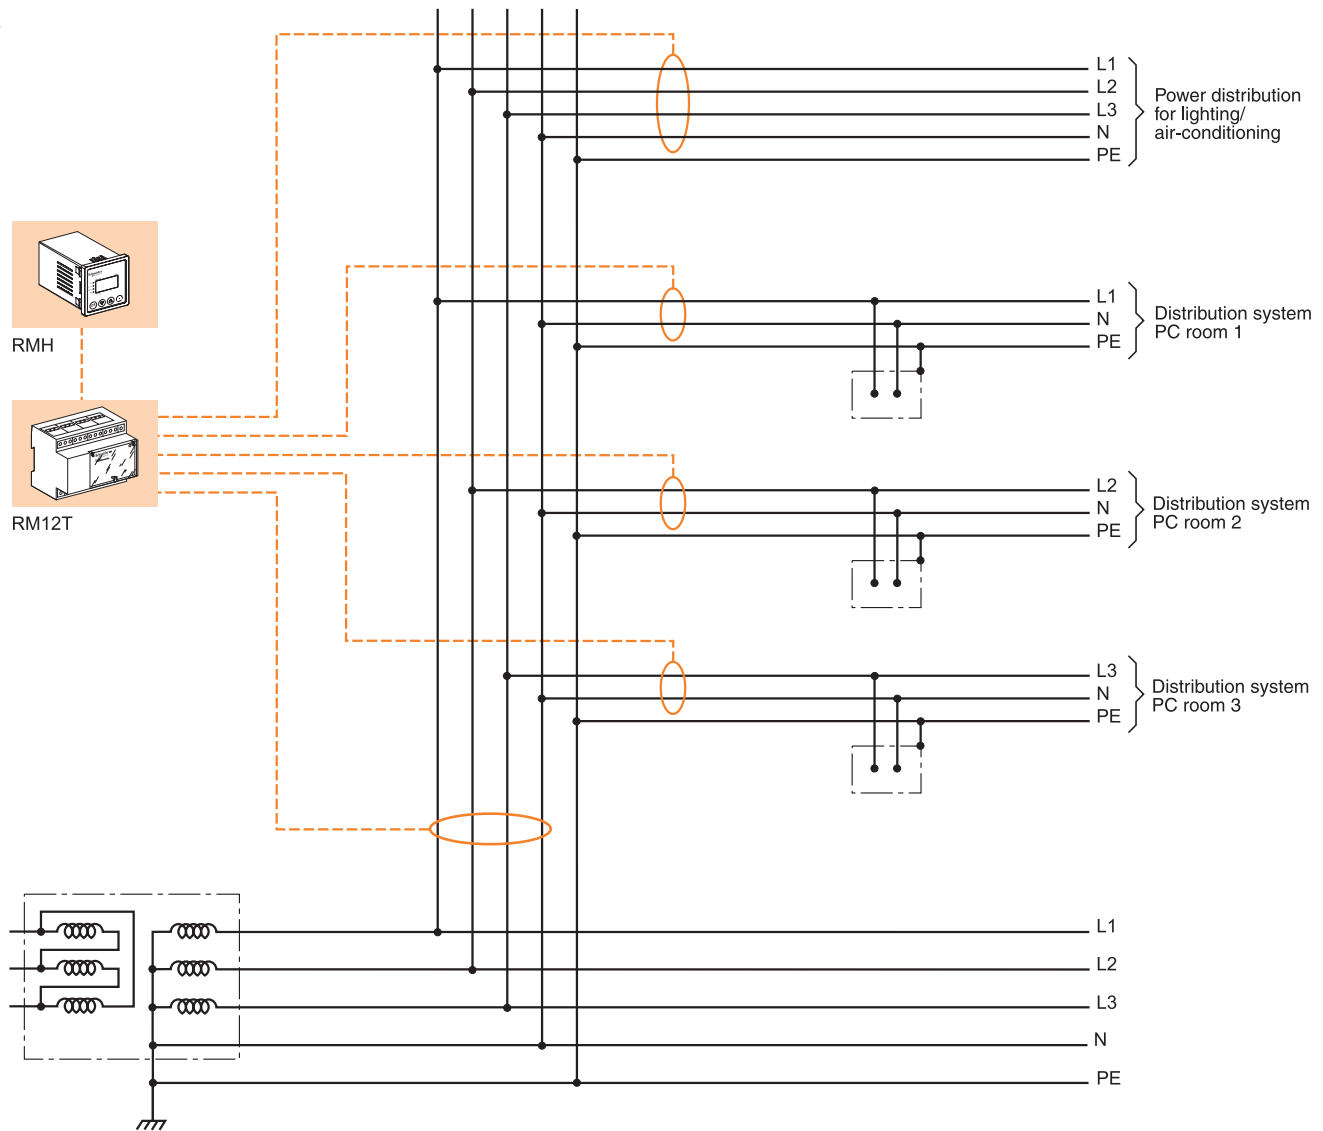 L1
L2
L3
N
PE
Power distribution
for lighting/
air-conditioning
RMH
L1
N
PE
Distribution system
PC room 1
RM12T
L2
N
PE
Distribution system
PC room 2
L3
N
PE
Distribution system
PC room 3
L1
L2
L3
N
PE